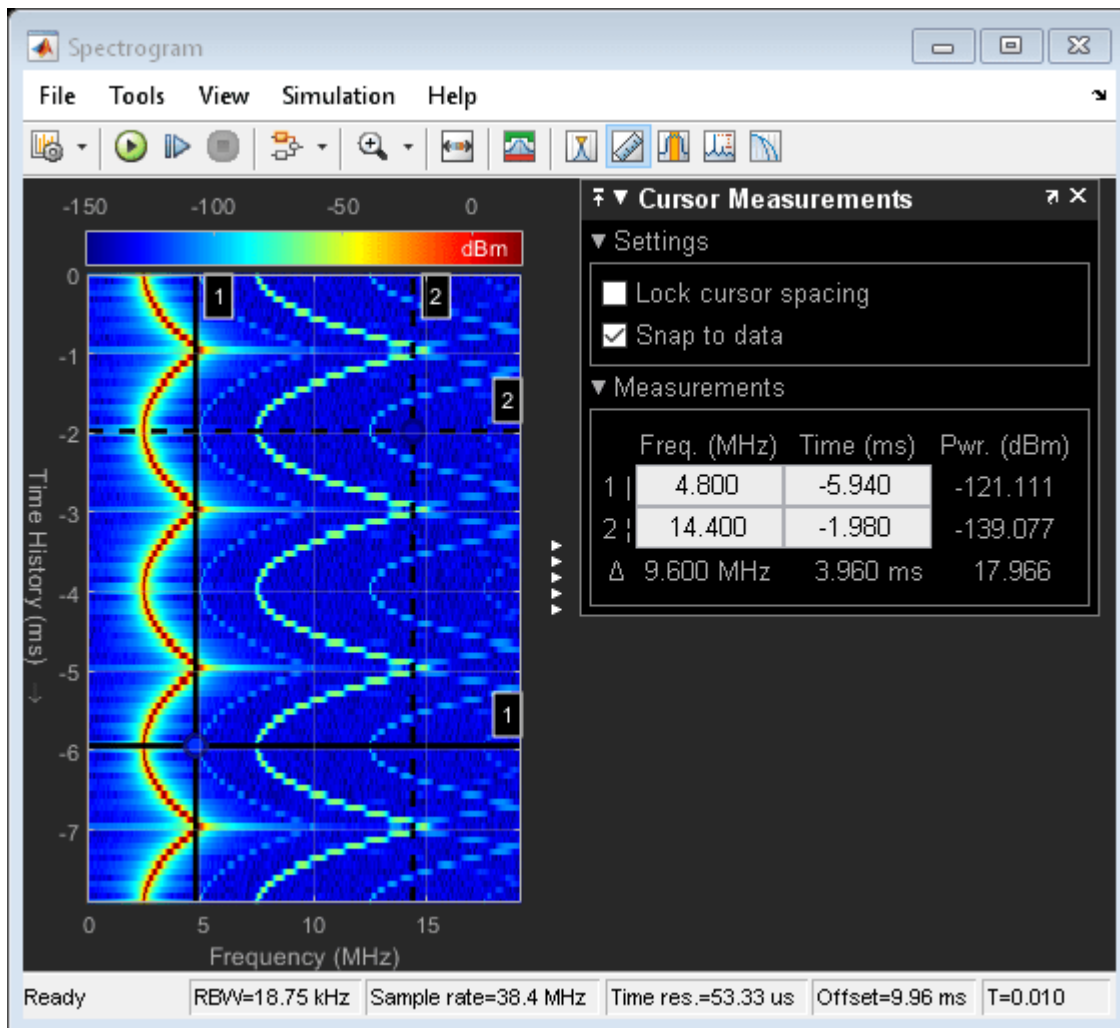 Spectrogram
File Tools View Simulation Help
-150 -100 -50 0
dBm
Cursor Measurements
Settings
Lock cursor spacing
Snap to data
Measurements
Freq. (MHz) Time (ms) Pwr. (dBm)
1 | 4.800 -5.940 -121.111
2 ¦ 14.400 -1.980 -139.077
Δ 9.600 MHz 3.960 ms 17.966
0
-1
-2
-3
-4
-5
-6
-7
1
2
2
1
Time History (ms) →
0 5 10 15
Frequency (MHz)
Ready RBW=18.75 kHz Sample rate=38.4 MHz Time res.=53.33 us Offset=9.96 ms T=0.010